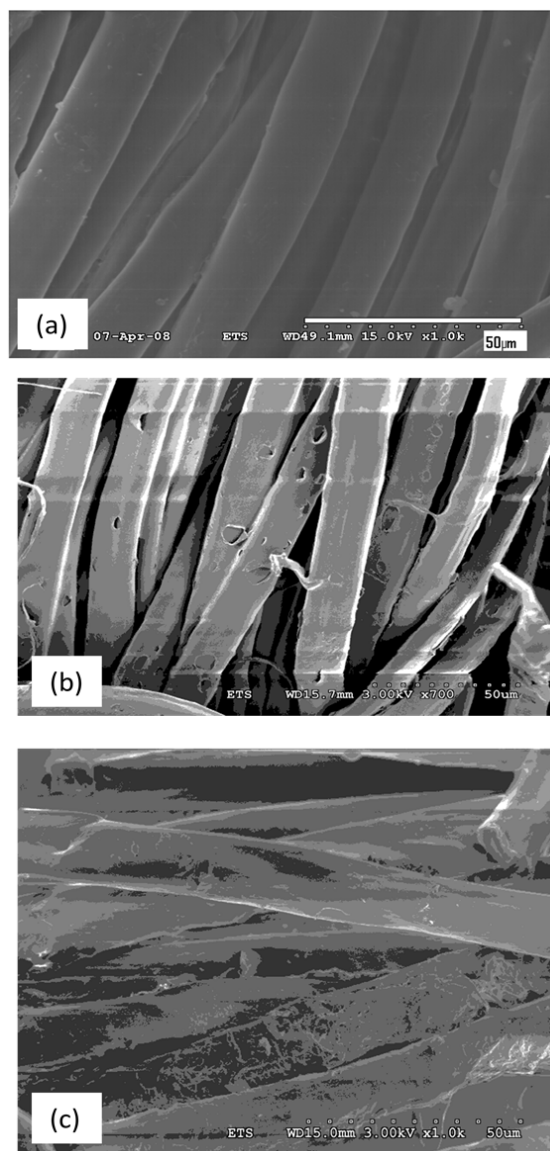 (a)
07-Apr-08 ETS WD49.1mm 15.0kV x1.0k 50µm
(b)
ETS WD15.7mm 3.00kV x700 50um
(c)
ETS WD15.0mm 3.00kV x1.0k 50um